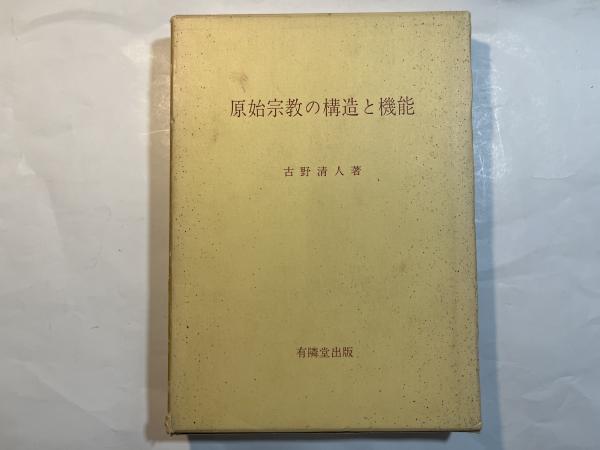 原始宗教の構造と機能
古野清人著
有隣堂出版